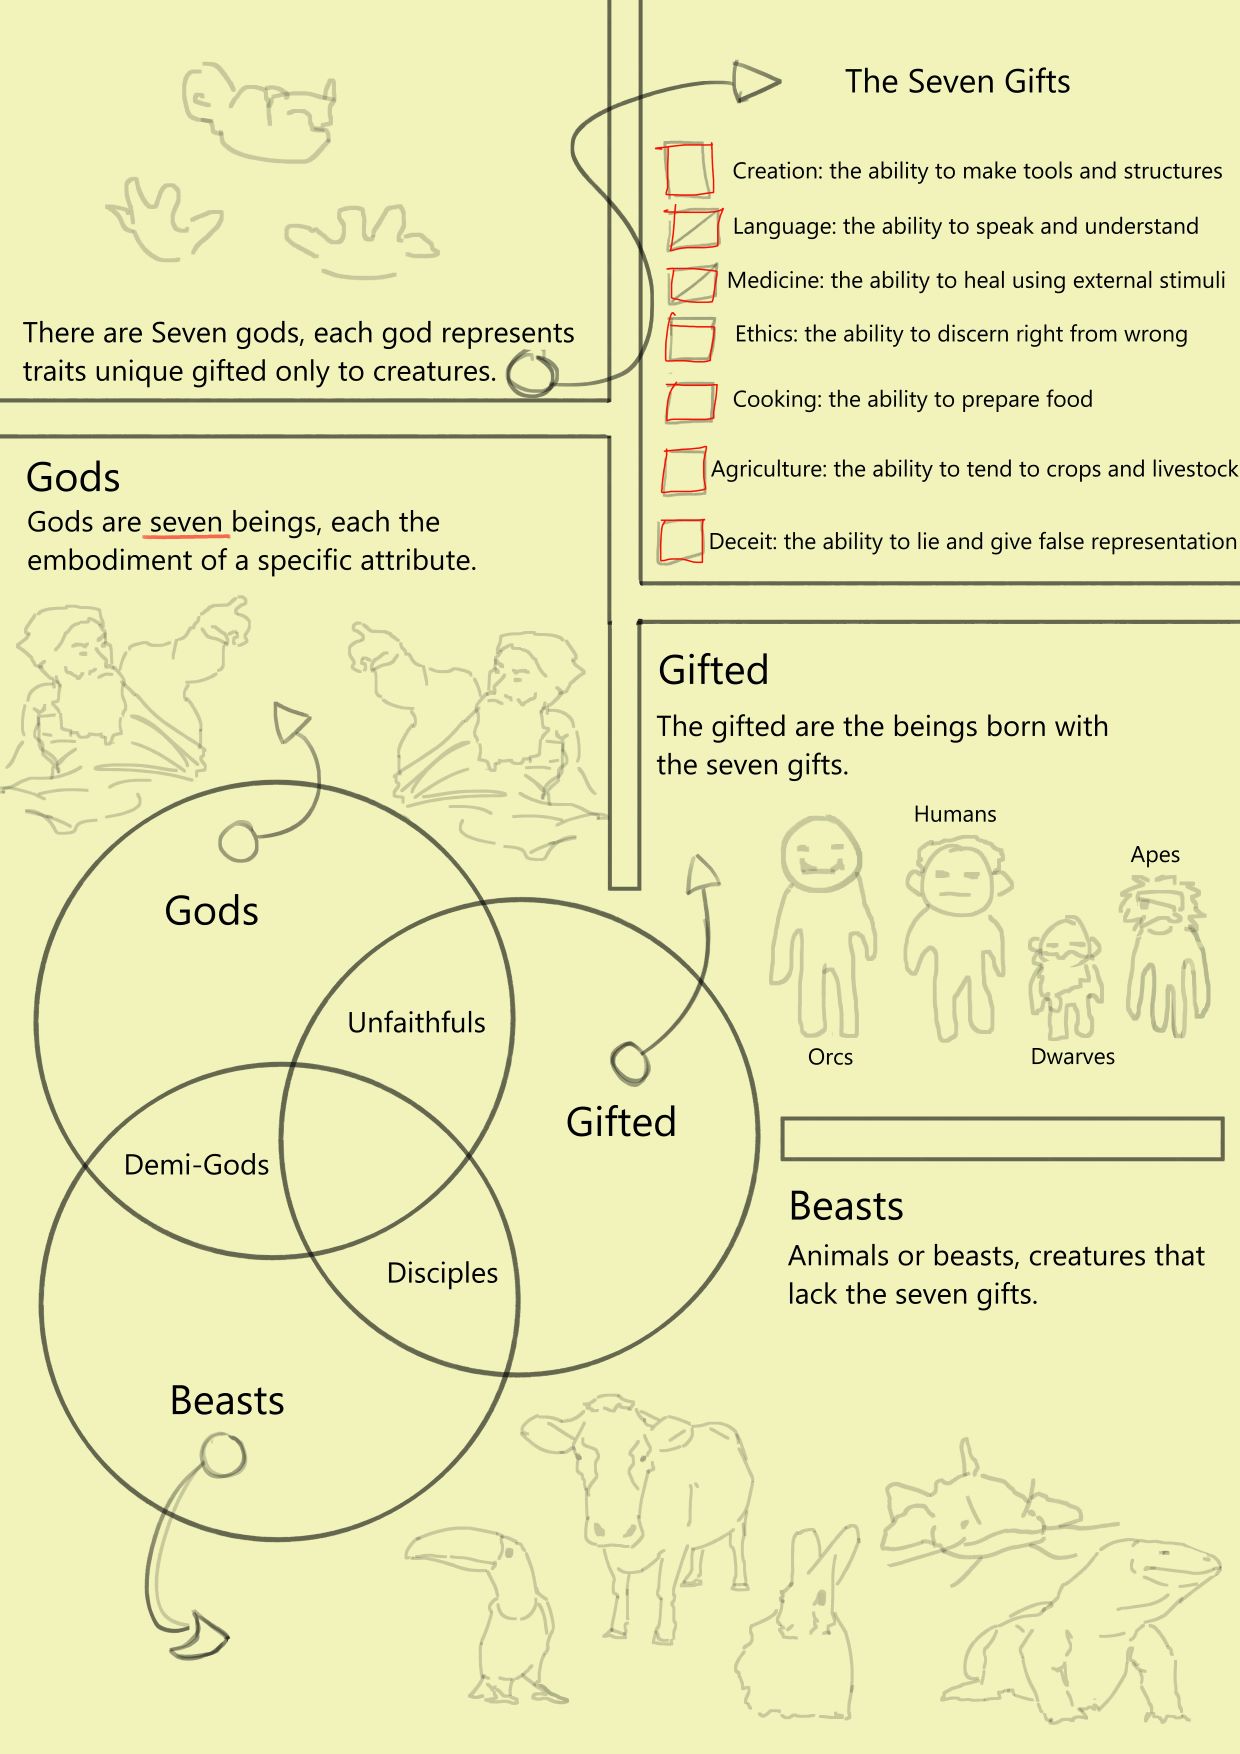 There are Seven gods, each god represents
traits unique gifted only to creatures.
The Seven Gifts
Creation: the ability to make tools and structures
Language: the ability to speak and understand
Medicine: the ability to heal using external stimuli
Ethics: the ability to discern right from wrong
Cooking: the ability to prepare food
Agriculture: the ability to tend to crops and livestock
Deceit: the ability to lie and give false representation
Gods
Gods are seven beings, each the
embodiment of a specific attribute.
Gifted
The gifted are the beings born with
the seven gifts.
Humans
Apes
Orcs
Dwarves
Gods
Unfaithfuls
Gifted
Demi-Gods
Disciples
Beasts
Beasts
Animals or beasts, creatures that
lack the seven gifts.